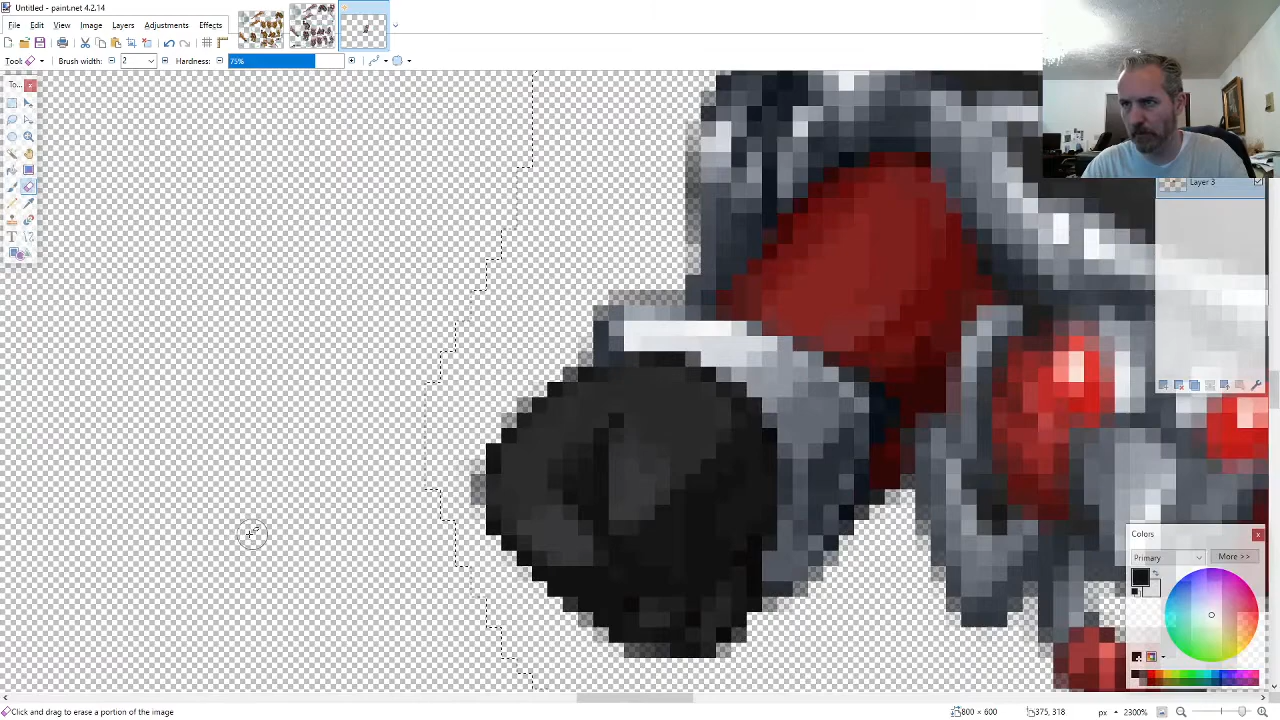 Untitled - paint.net 4.2.14
File Edit View Image Layers Adjustments Effects
Tool: Brush width: 2 Hardness: 75%
To...
Layer 3
Colors
Primary More >>
Click and drag to erase a portion of the image 800 × 600 375, 318 px 2300%